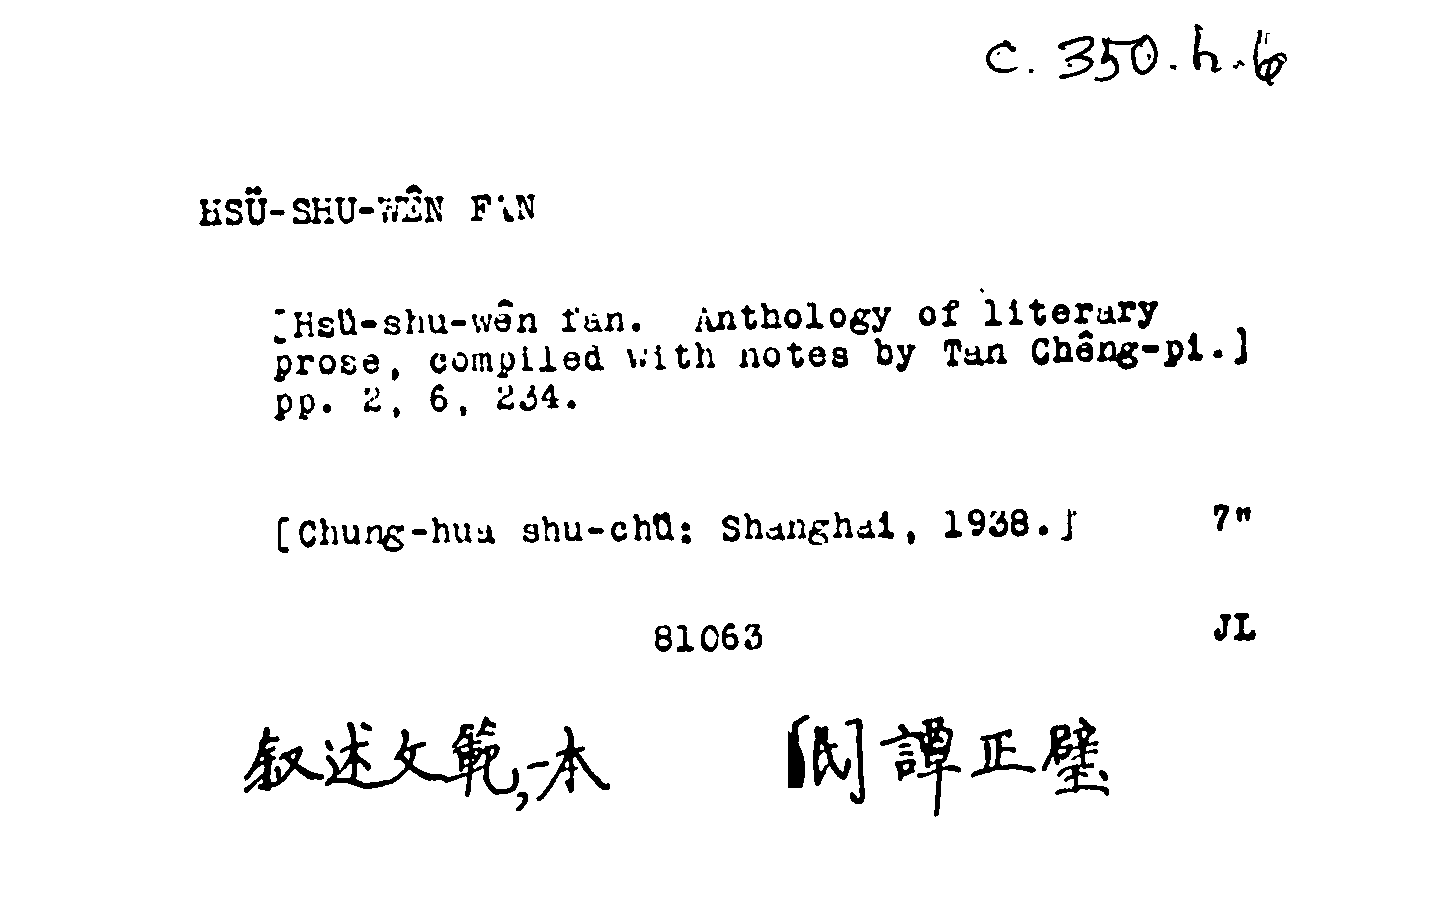 c. 350.h.6
HSÜ-SHU-WÊN FAN
[Hsü-shu-wên fan. Anthology of literary
prose, compiled with notes by Tan Chêng-pi.]
pp. 2, 6, 234.
[Chung-hua shu-chü: Shanghai, 1938.] 7"
81063 JL
叙述文範,一本 [民]譚正璧